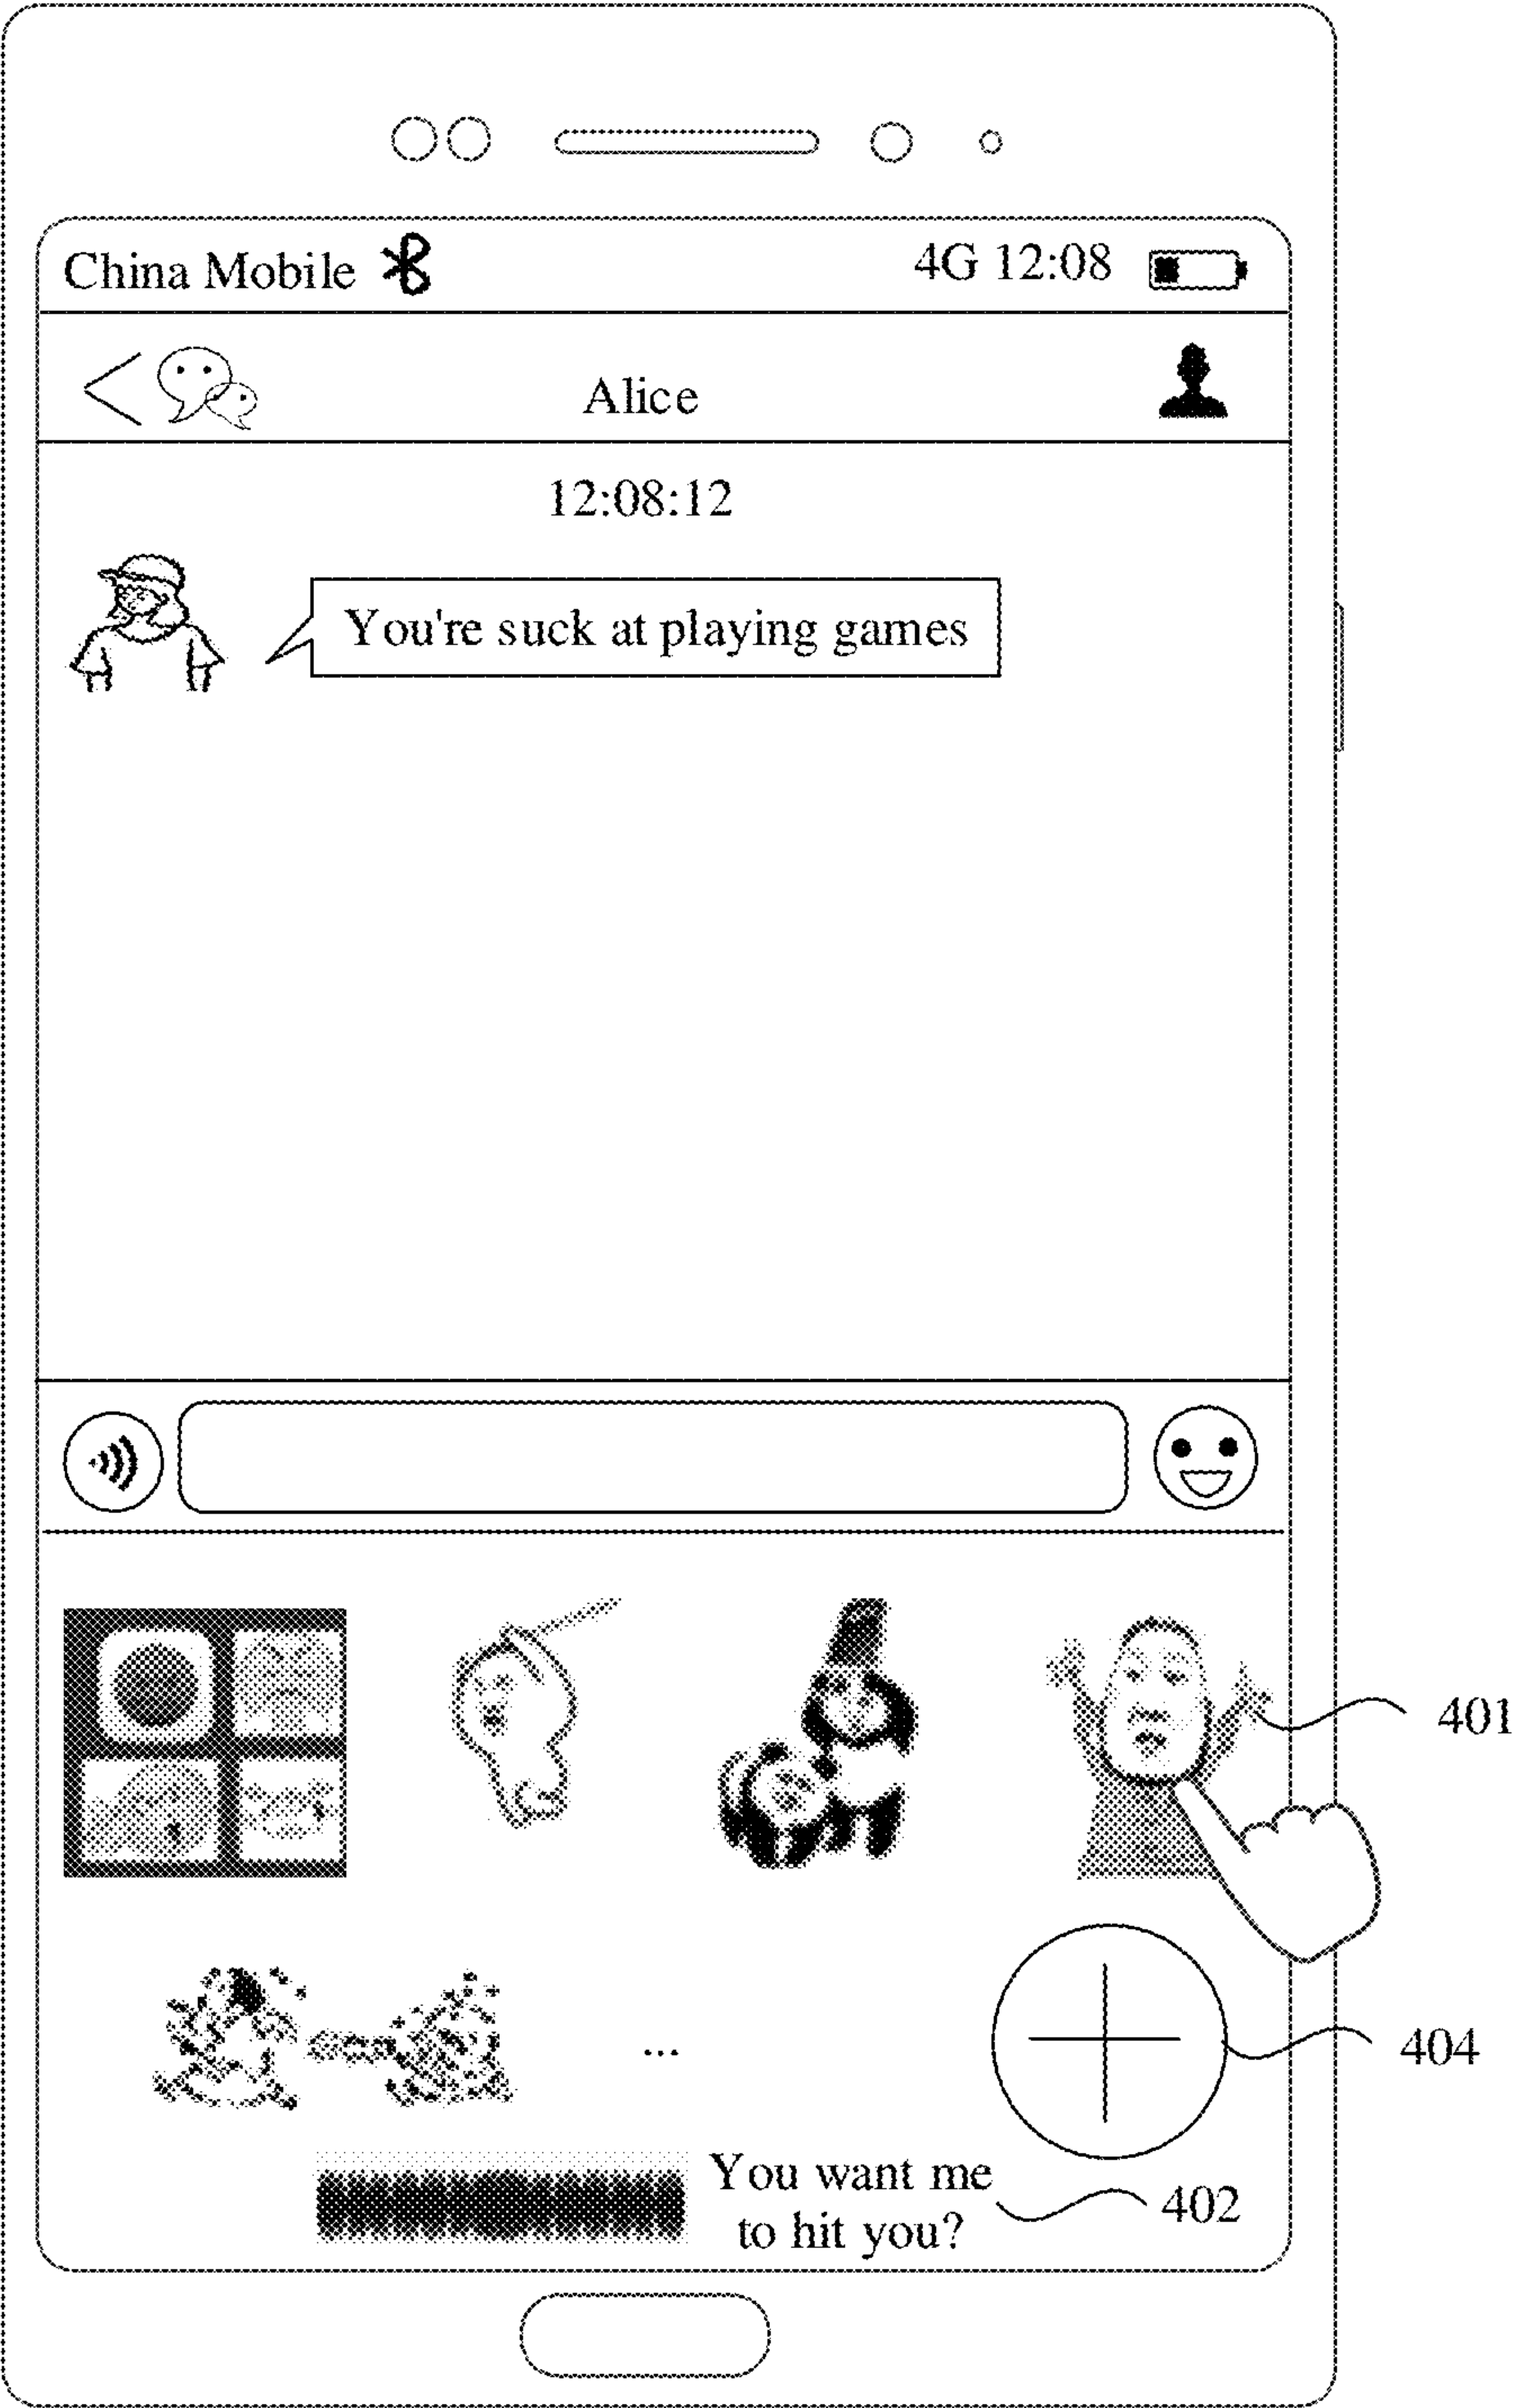 China Mobile 4G 12:08
Alice
12:08:12
You're suck at playing games
401
...
404
You want me
to hit you?
402